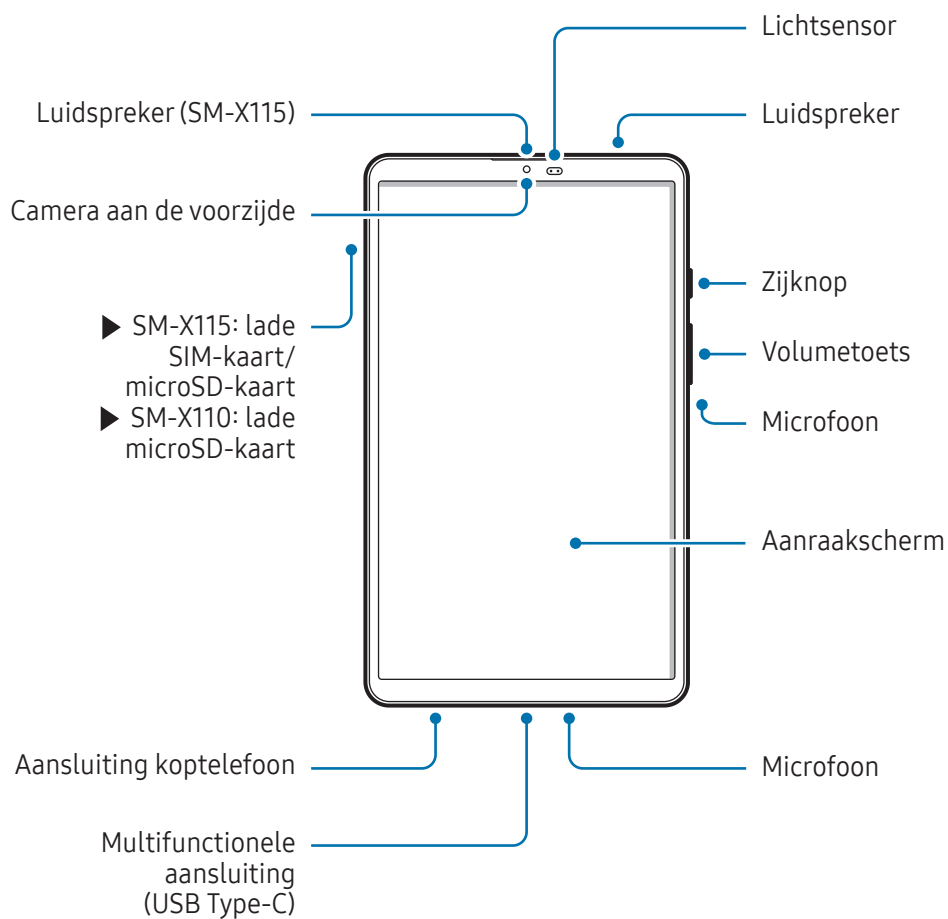 Lichtsensor
Luidspreker (SM-X115)
Luidspreker
Camera aan de voorzijde
Zijknop
▶ SM-X115: lade
SIM-kaart/
microSD-kaart
▶ SM-X110: lade
microSD-kaart
Volumetoets
Microfoon
Aanraakscherm
Aansluiting koptelefoon
Microfoon
Multifunctionele
aansluiting
(USB Type-C)